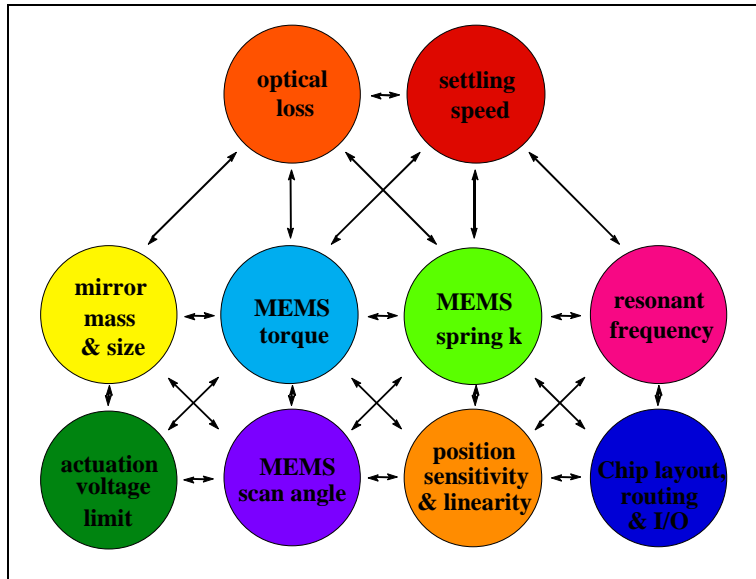 optical
loss
settling
speed
mirror
mass
& size
MEMS
torque
MEMS
spring k
resonant
frequency
actuation
voltage
limit
MEMS
scan angle
position
sensitivity
& linearity
Chip layout,
routing
& I/O